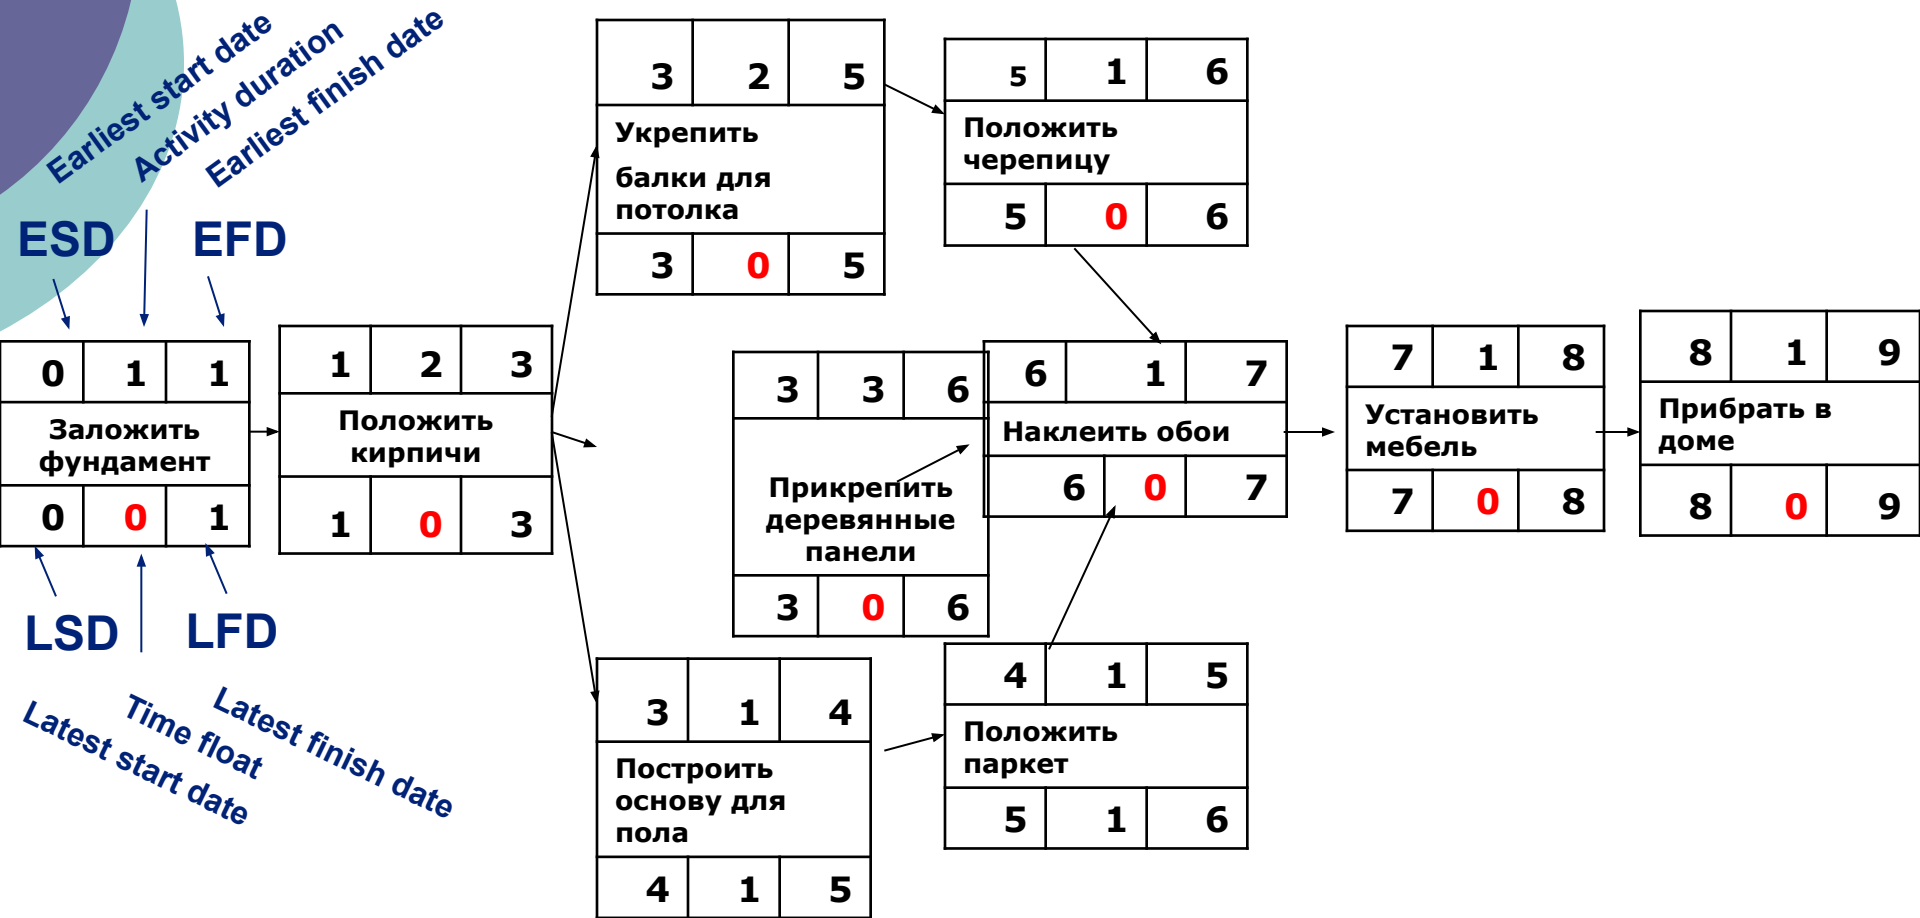 Earliest start date
Activity duration
Earliest finish date
ESD
EFD
0 1 1
Заложить
фундамент
0 0 1
LSD
LFD
Latest start date
Time float
Latest finish date
1 2 3
Положить
кирпичи
1 0 3
3 2 5
Укрепить
балки для
потолка
3 0 5
5 1 6
Положить
черепицу
5 0 6
3 3 6
Прикрепить
деревянные
панели
3 0 6
6 1 7
Наклеить обои
6 0 7
3 1 4
Построить
основу для
пола
4 1 5
4 1 5
Положить
паркет
5 1 6
7 1 8
Установить
мебель
7 0 8
8 1 9
Прибрать в
доме
8 0 9